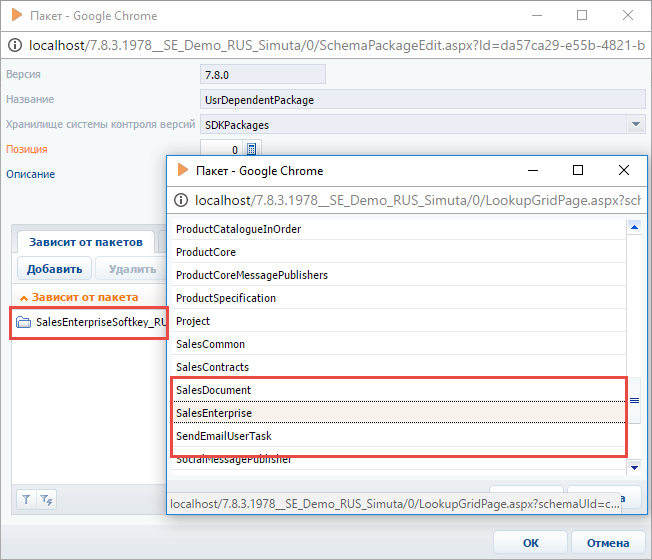 Пакет - Google Chrome
localhost/7.8.3.1978__SE_Demo_RUS_Simuta/0/SchemaPackageEdit.aspx?Id=da57ca29-e55b-4821-b
Версия 7.8.0
Название UsrDependentPackage
Хранилище системы контроля версий SDKPackages
Позиция 0
Описание
Зависит от пакетов
Добавить Удалить
Зависит от пакета
SalesEnterpriseSoftkey_RU
Пакет - Google Chrome
localhost/7.8.3.1978__SE_Demo_RUS_Simuta/0/LookupGridPage.aspx?sch
ProductCatalogueInOrder
ProductCore
ProductCoreMessagePublishers
ProductSpecification
Project
SalesCommon
SalesContracts
SalesDocument
SalesEnterprise
SendEmailUserTask
SocialMessagePublisher
localhost/7.8.3.1978__SE_Demo_RUS_Simuta/0/LookupGridPage.aspx?schemaUId=c...
ОК Отмена